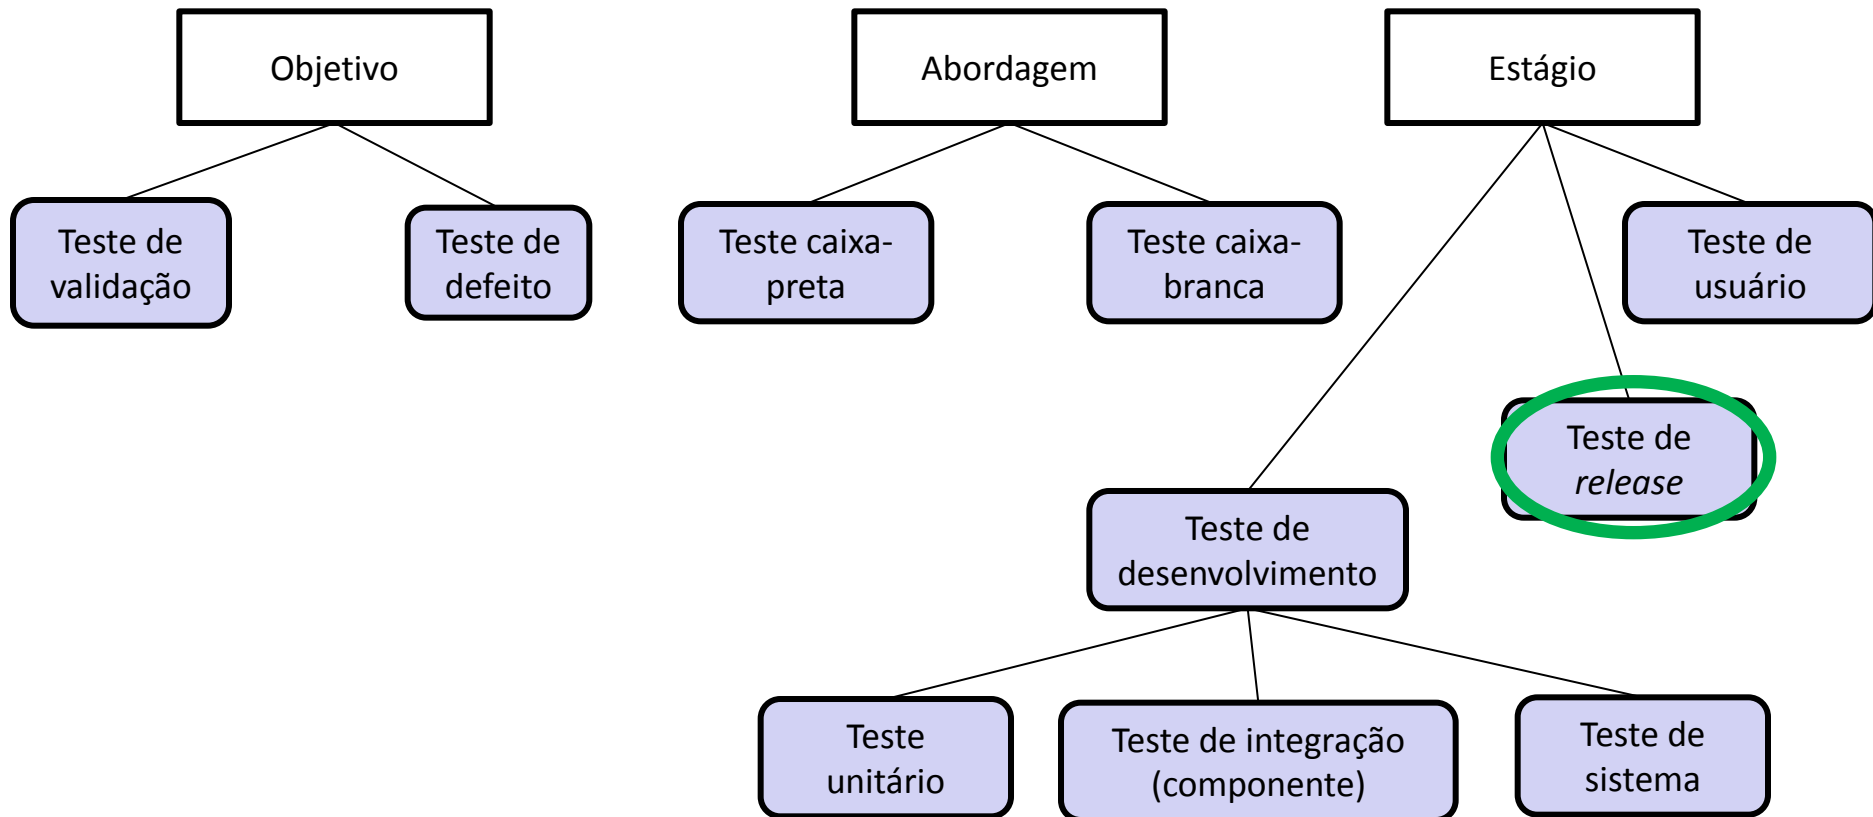 Objetivo
Abordagem
Estágio
Teste de
validação
Teste de
defeito
Teste caixa-
preta
Teste caixa-
branca
Teste de
usuário
Teste de
release
Teste de
desenvolvimento
Teste
unitário
Teste de integração
(componente)
Teste de
sistema